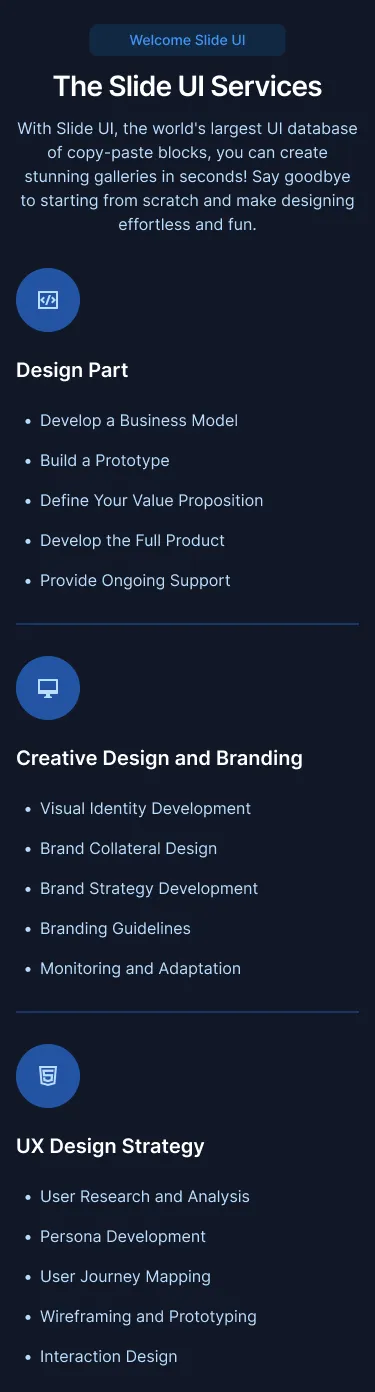 Welcome Slide UI
The Slide UI Services
With Slide UI, the world's largest UI database
of copy-paste blocks, you can create
stunning galleries in seconds! Say goodbye
to starting from scratch and make designing
effortless and fun.
Design Part
• Develop a Business Model
• Build a Prototype
• Define Your Value Proposition
• Develop the Full Product
• Provide Ongoing Support
Creative Design and Branding
• Visual Identity Development
• Brand Collateral Design
• Brand Strategy Development
• Branding Guidelines
• Monitoring and Adaptation
UX Design Strategy
• User Research and Analysis
• Persona Development
• User Journey Mapping
• Wireframing and Prototyping
• Interaction Design